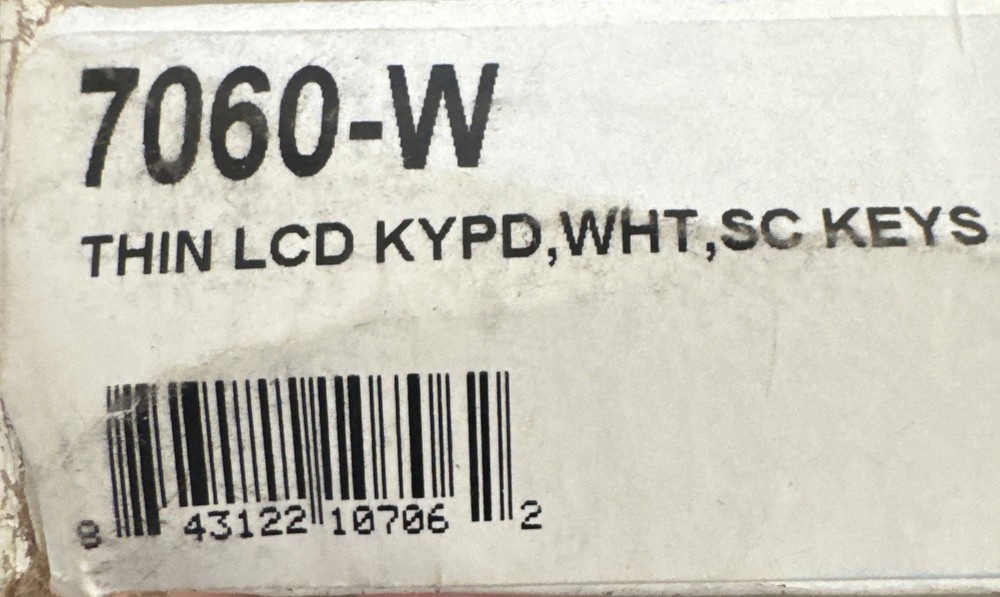 7060-W
THIN LCD KYPD,WHT,SC KEYS
8 43122 10706 2